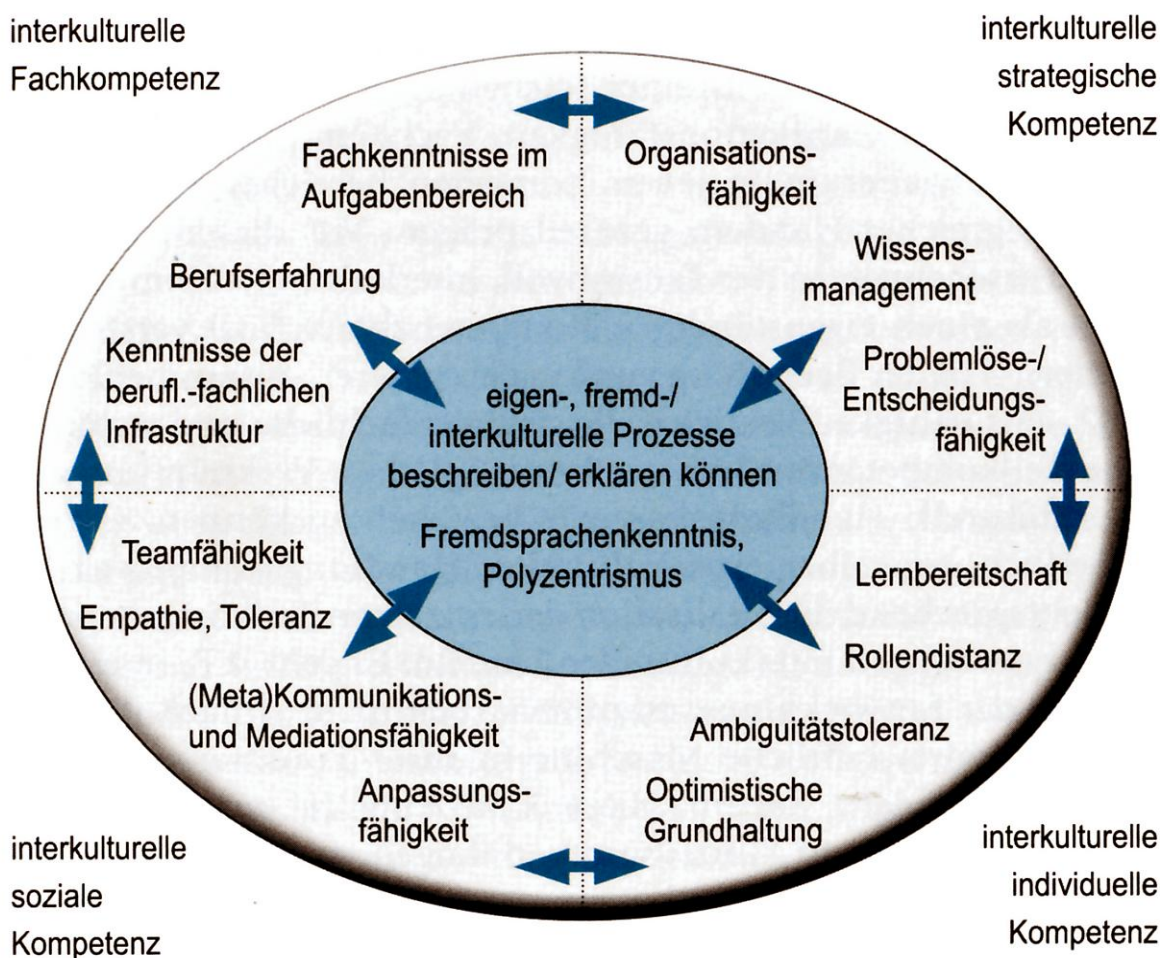 interkulturelle
Fachkompetenz
interkulturelle
strategische
Kompetenz
Fachkenntnisse im
Aufgabenbereich
Organisations-
fähigkeit
Berufserfahrung
Wissens-
management
Kenntnisse der
berufl.-fachlichen
Infrastruktur
Problemlöse-/
Entscheidungs-
fähigkeit
eigen-, fremd-/
interkulturelle Prozesse
beschreiben/ erklären können
Fremdsprachenkenntnis,
Polyzentrismus
Teamfähigkeit
Empathie, Toleranz
(Meta)Kommunikations-
und Mediationsfähigkeit
Anpassungs-
fähigkeit
Lernbereitschaft
Rollendistanz
Ambiguitätstoleranz
Optimistische
Grundhaltung
interkulturelle
soziale
Kompetenz
interkulturelle
individuelle
Kompetenz